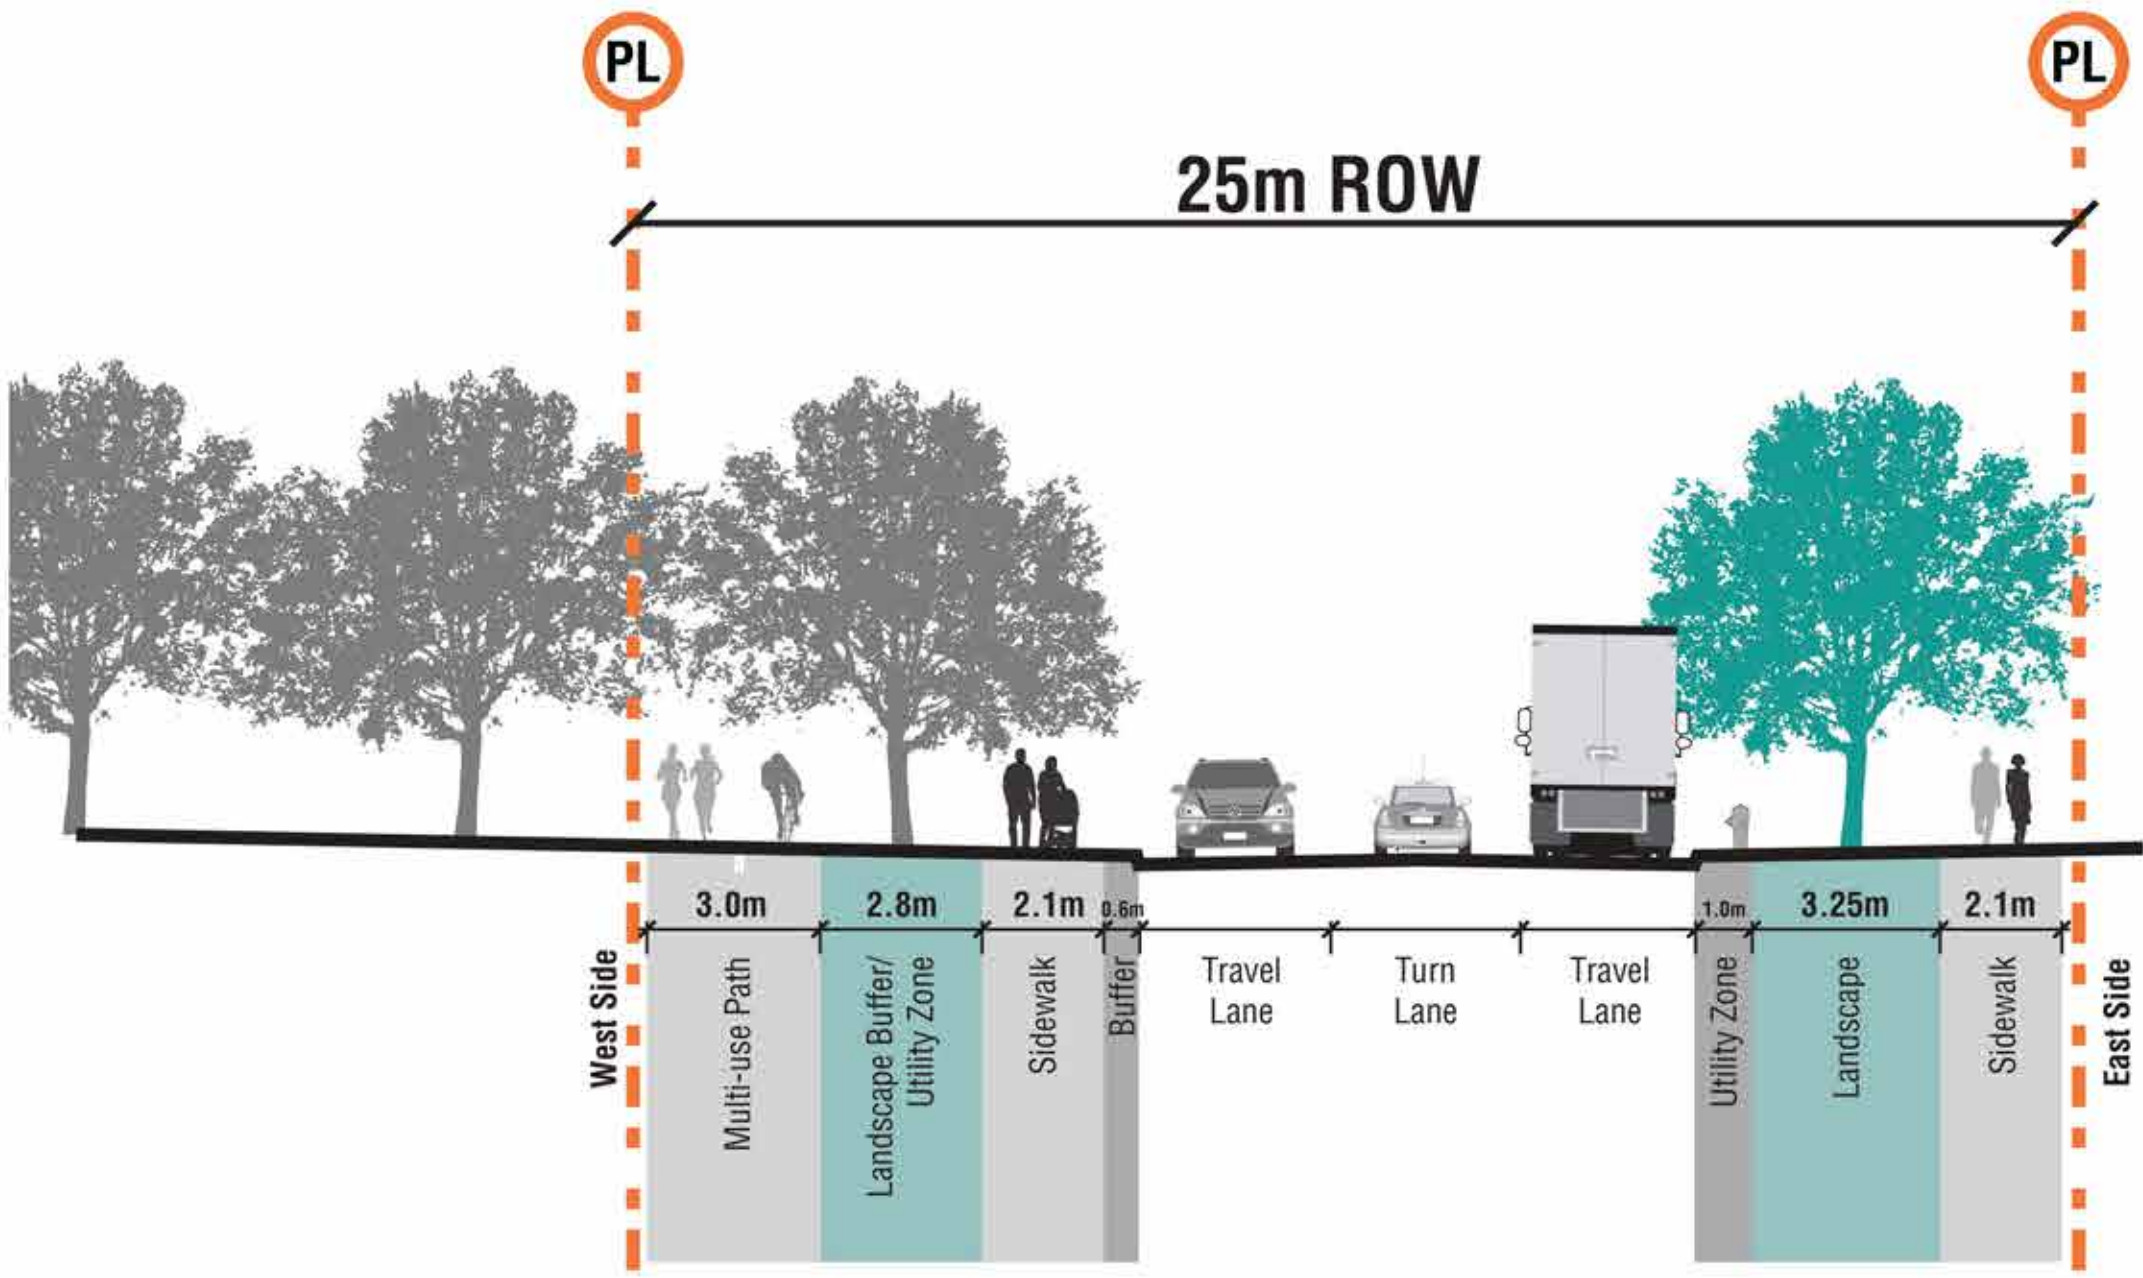 PL
PL
25m ROW
3.0m
2.8m
2.1m
0.6m
1.0m
3.25m
2.1m
West Side
Multi-use Path
Landscape Buffer/
Utility Zone
Sidewalk
Buffer
Travel
Lane
Turn
Lane
Travel
Lane
Utility Zone
Landscape
Sidewalk
East Side